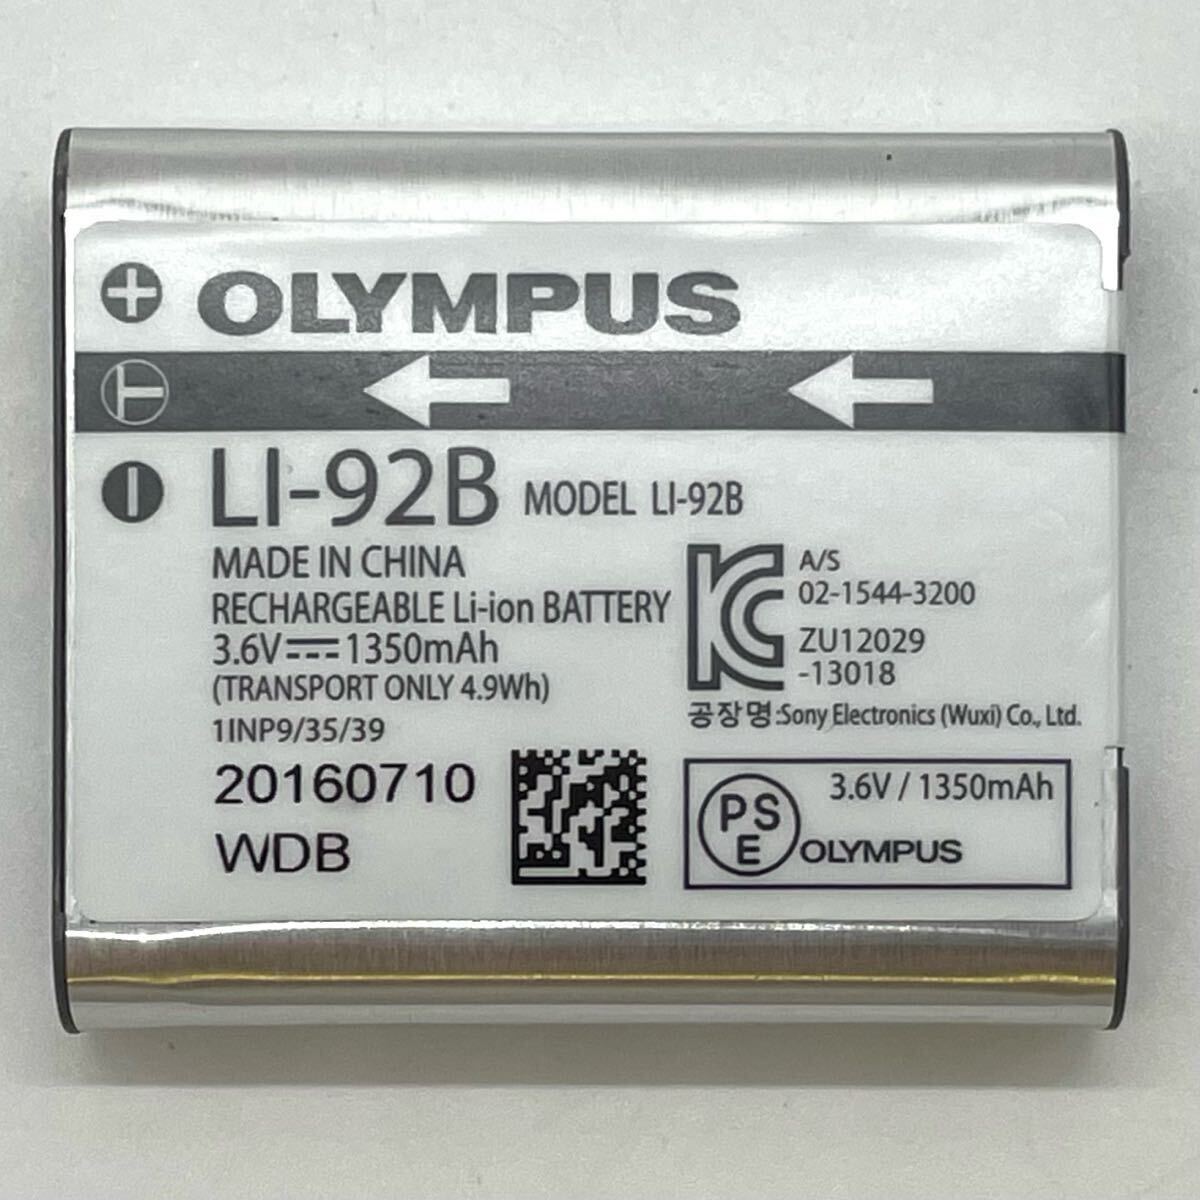 OLYMPUS
LI-92B MODEL LI-92B
MADE IN CHINA
RECHARGEABLE Li-ion BATTERY
3.6V⎓1350mAh
(TRANSPORT ONLY 4.9Wh)
1INP9/35/39
20160710
WDB
A/S
02-1544-3200
ZU12029
-13018
공장명:Sony Electronics (Wuxi) Co., Ltd.
PS
E
3.6V / 1350mAh
OLYMPUS